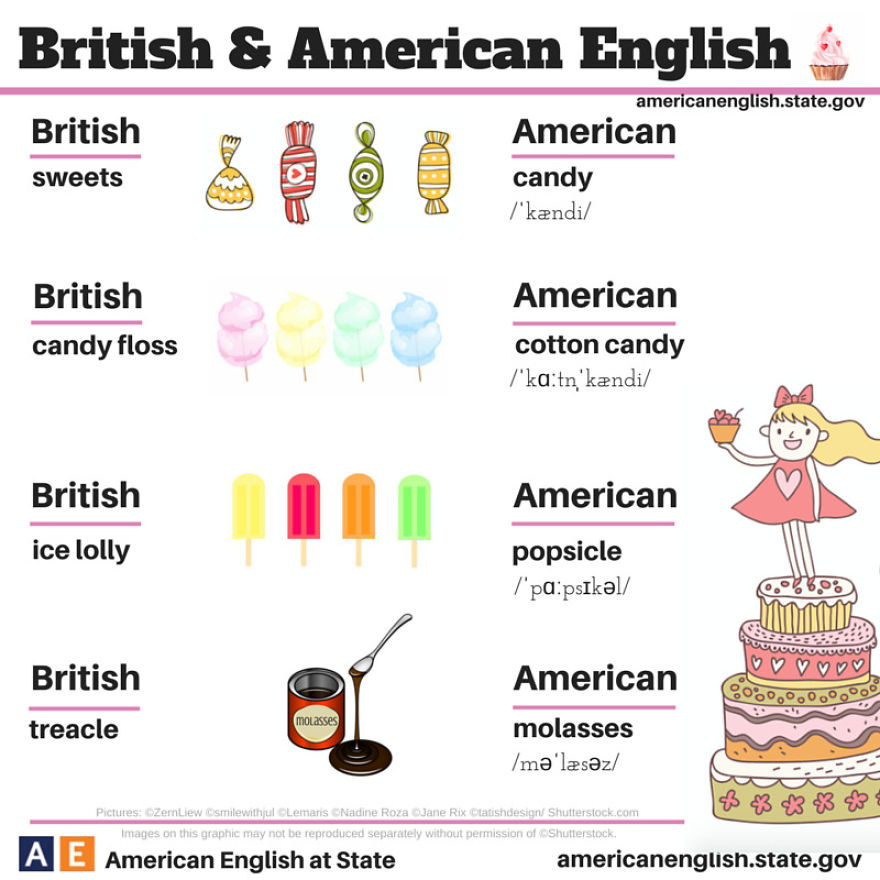 British & American English
americanenglish.state.gov
British
American
sweets
candy
/ˈkændi/
British
American
candy floss
cotton candy
/ˈkɑːtn̩ˈkændi/
British
American
ice lolly
popsicle
/ˈpɑːpsɪkəl/
MOLASSES
British
American
treacle
molasses
/məˈlæsəz/
Pictures: ©ZernLiew ©smilewithjul ©Lemaris ©Nadine Roza ©Jane Rix ©tatishdesign/ Shutterstock.com
Images on this graphic may not be reproduced separately without permission of ©Shutterstock.
AE American English at State
americanenglish.state.gov